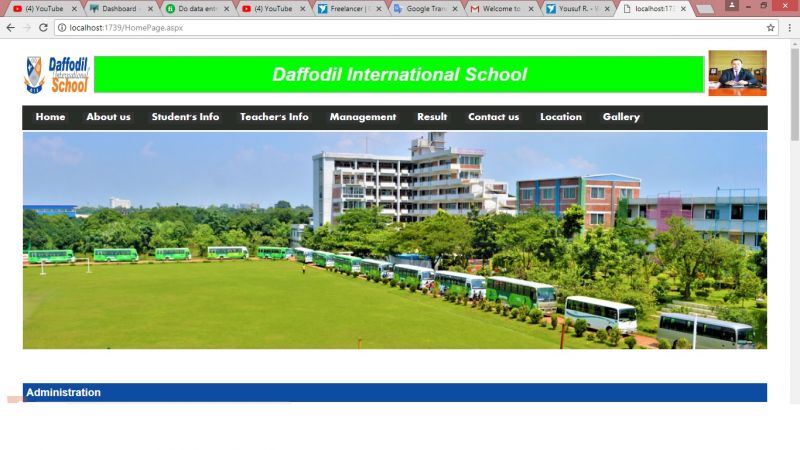 (4) YouTube
Dashboard -
Do data entr
(4) YouTube
Freelancer | C
Google Tran
Welcome to
Yousuf R. - W
localhost:173
localhost:1739/HomePage.aspx
Daffodil
International
School
Daffodil International School
Home About us Student's Info Teacher's Info Management Result Contact us Location Gallery
Administration